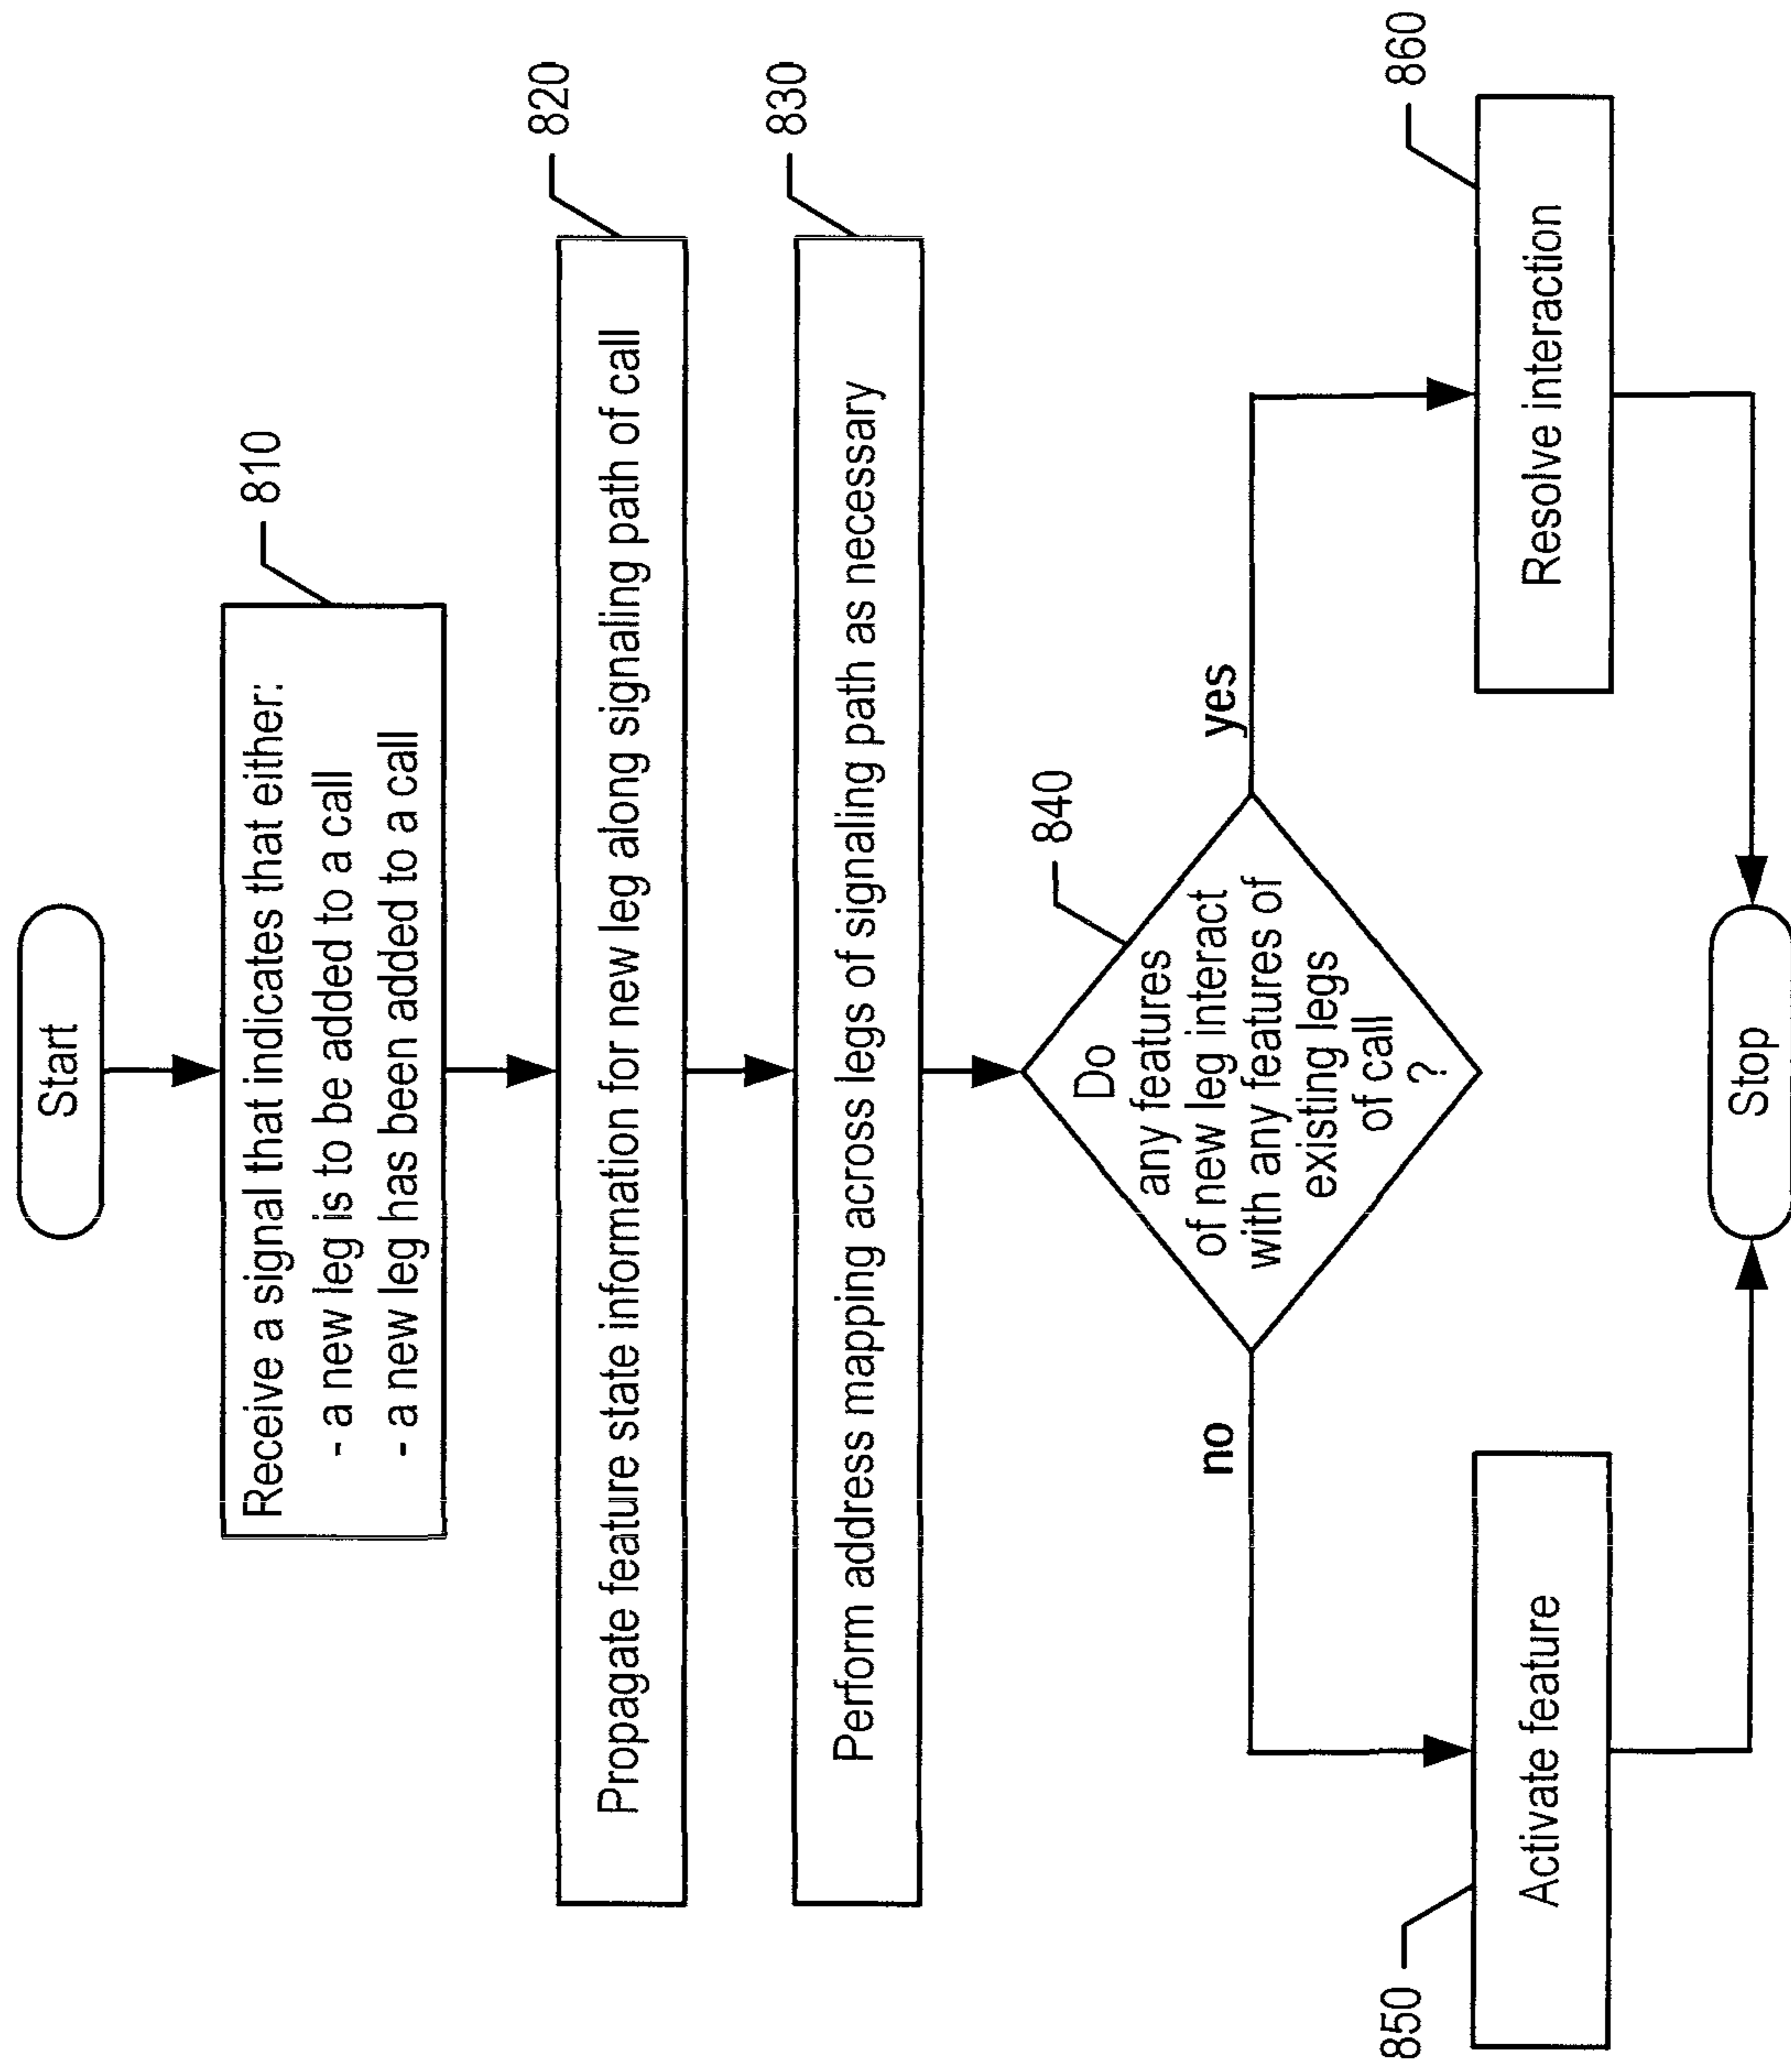 Start
Receive a signal that indicates that either:
- a new leg is to be added to a call
- a new leg has been added to a call
810
Propagate feature state information for new leg along signaling path of call
820
Perform address mapping across legs of signaling path as necessary
830
Do
any features
of new leg interact
with any features of
existing legs
of call
?
840
no
yes
850
Activate feature
Resolve interaction
860
Stop